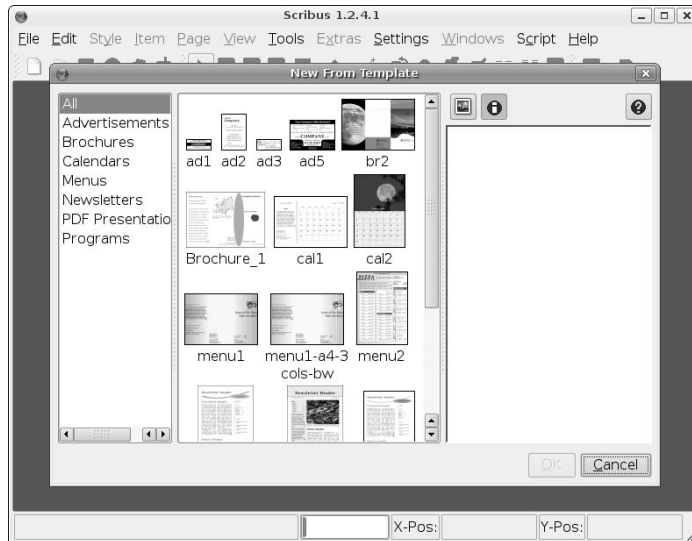 Scribus 1.2.4.1
File Edit Style Item Page View Tools Extras Settings Windows Script Help
New From Template
All
Advertisements
Brochures
Calendars
Menus
Newsletters
PDF Presentatio
Programs
ad1 ad2 ad3 ad5 br2
Brochure_1 cal1 cal2
menu1 menu1-a4-3 menu2
cols-bw
Newsletter Header
OK Cancel
X-Pos: Y-Pos: